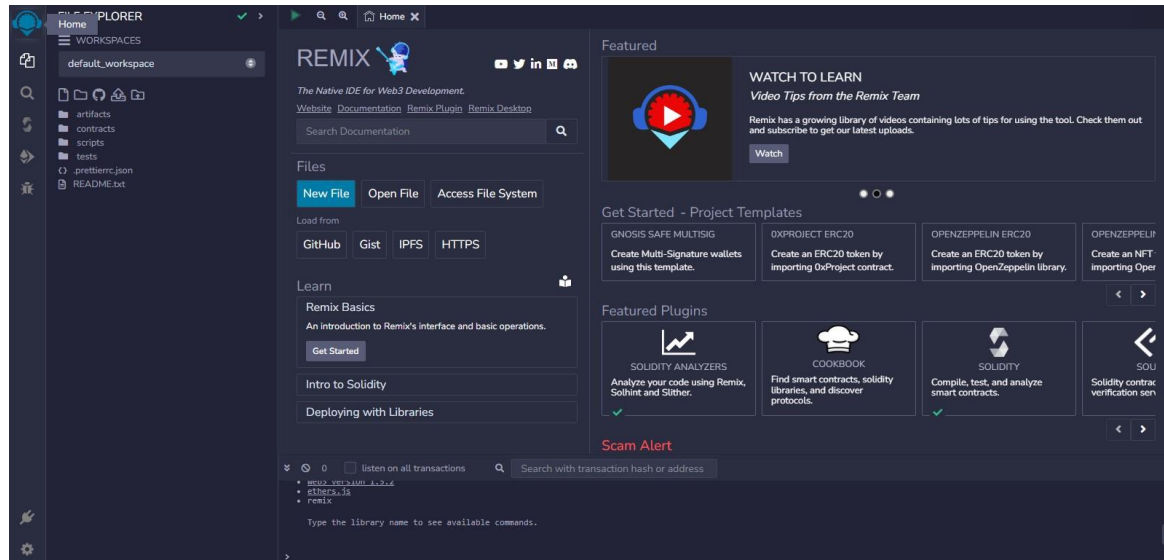 FILE EXPLORER
Home
WORKSPACES
default_workspace
artifacts
contracts
scripts
tests
.prettierrc.json
README.txt
Home
REMIX
The Native IDE for Web3 Development.
Website Documentation Remix Plugin Remix Desktop
Search Documentation
Files
New File Open File Access File System
Load from
GitHub Gist IPFS HTTPS
Learn
Remix Basics
An introduction to Remix's interface and basic operations.
Get Started
Intro to Solidity
Deploying with Libraries
Featured
WATCH TO LEARN
Video Tips from the Remix Team
Remix has a growing library of videos containing lots of tips for using the tool. Check them out
and subscribe to get our latest uploads.
Watch
Get Started - Project Templates
GNOSIS SAFE MULTISIG
Create Multi-Signature wallets
using this template.
0XPROJECT ERC20
Create an ERC20 token by
importing 0xProject contract.
OPENZEPPELIN ERC20
Create an ERC20 token by
importing OpenZeppelin library.
OPENZEPPELIN
Create an NFT
importing Oper
Featured Plugins
SOLIDITY ANALYZERS
Analyze your code using Remix,
Solhint and Slither.
COOKBOOK
Find smart contracts, solidity
libraries, and discover
protocols.
SOLIDITY
Compile, test, and analyze
smart contracts.
SOU
Solidity contrac
verification serv
Scam Alert
0 listen on all transactions
Search with transaction hash or address
web3 version 1.5.2
ethers.js
remix
Type the library name to see available commands.
>